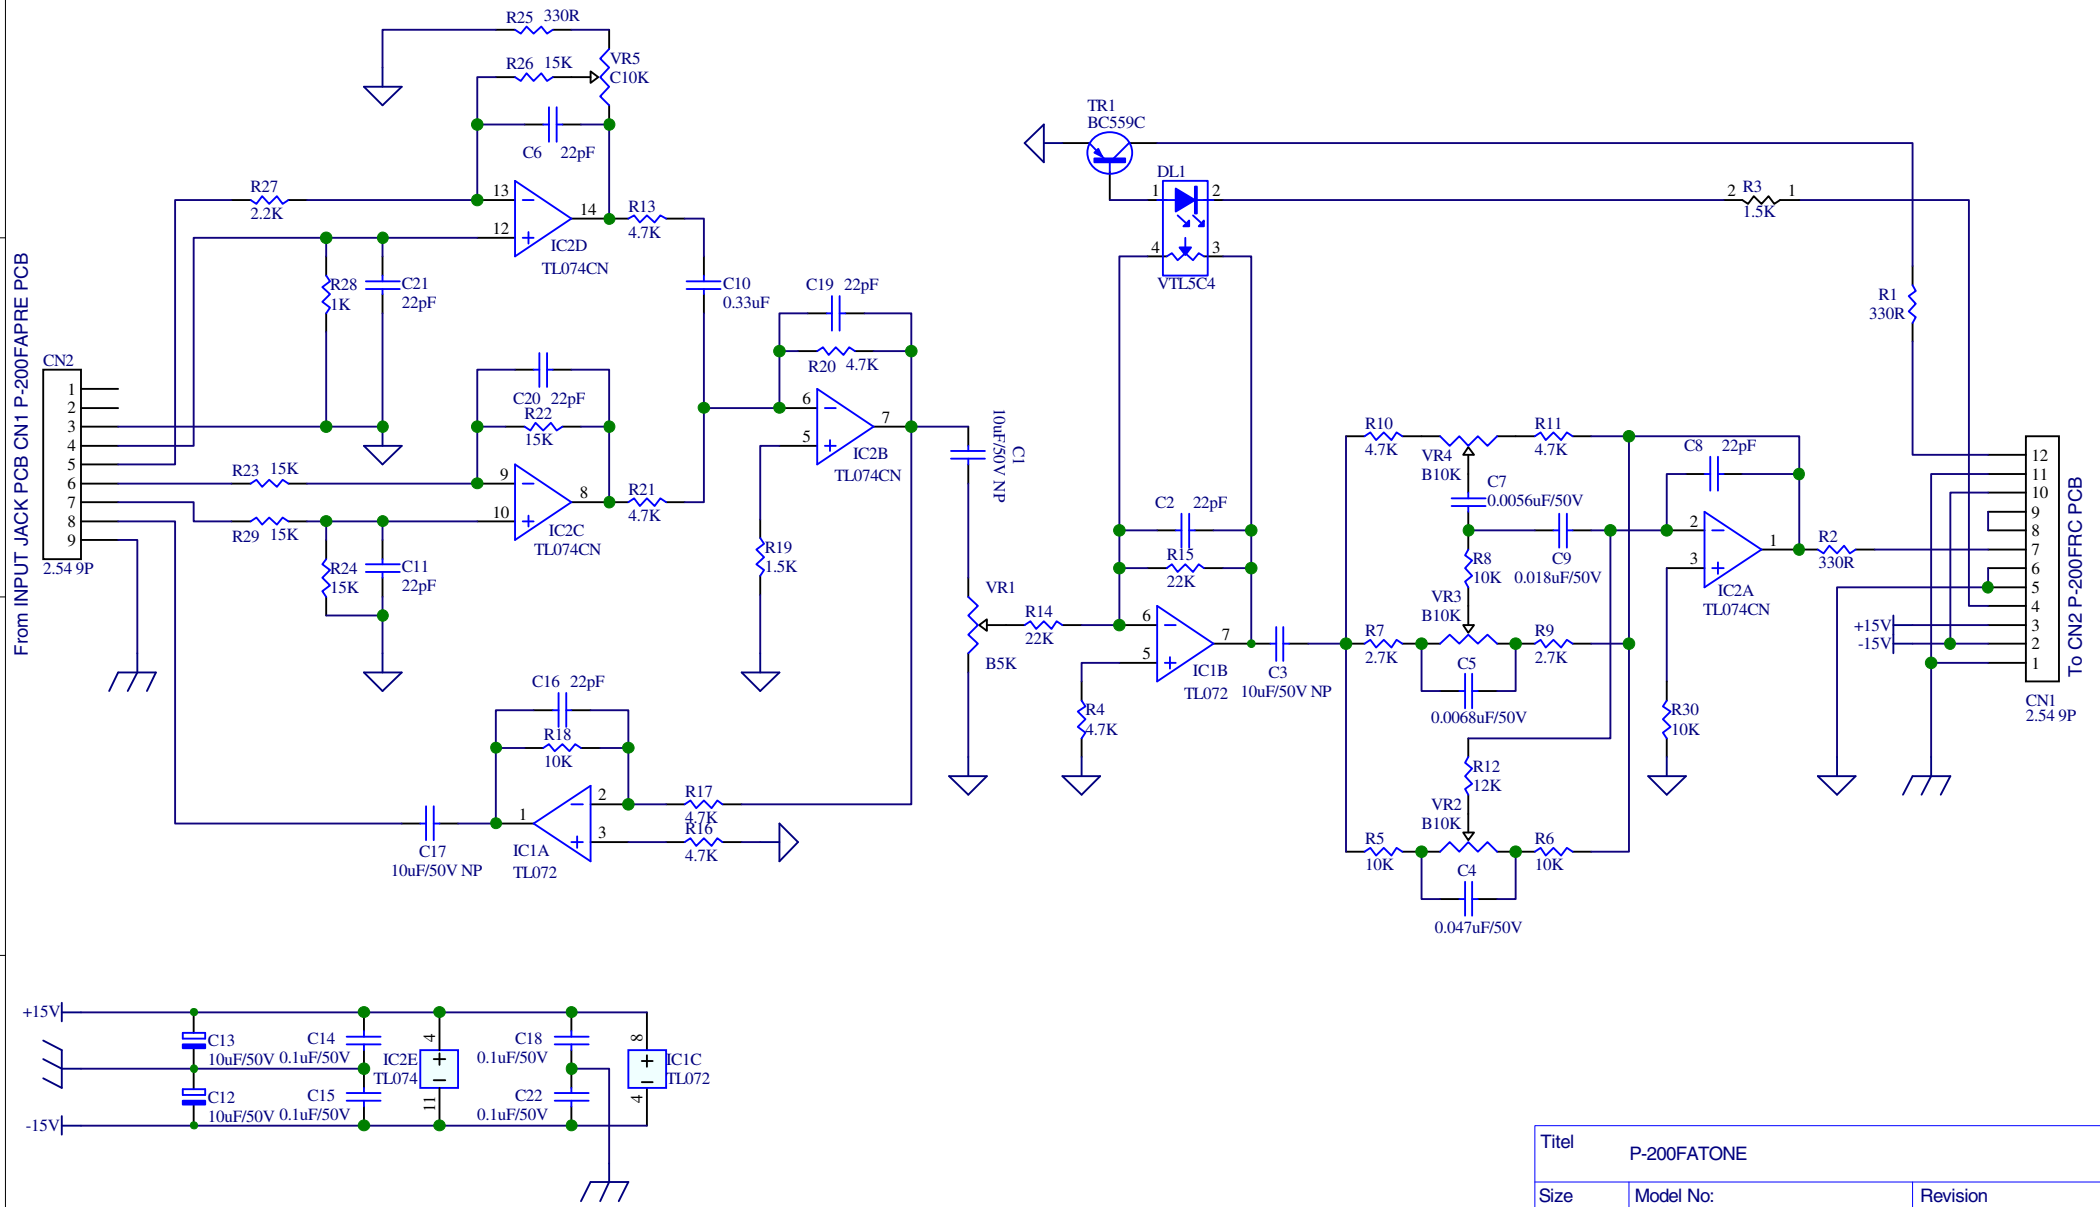 R25 330R
R26 15K
VR5
C10K
C6 22pF
R27
2.2K
13
12
14
IC2D
TL074CN
R13
4.7K
R28
1K
C21
22pF
C10
0.33uF
From INPUT JACK PCB CN1 P-200FAPRE PCB
CN2
1
2
3
4
5
6
7
8
9
2.54 9P
C20 22pF
R22
15K
R23 15K
R29 15K
9
10
8
IC2C
TL074CN
R21
4.7K
R24
15K
C11
22pF
C19 22pF
R20 4.7K
6
5
7
IC2B
TL074CN
R19
1.5K
C1
10uF/50V NP
VR1
B5K
R14
22K
C16 22pF
R18
10K
1
2
3
IC1A
TL072
R17
4.7K
R16
4.7K
C17
10uF/50V NP
TR1
BC559C
DL1
1
2
4
3
VTL5C4
2 R3 1
1.5K
R1
330R
C2 22pF
R15
22K
6
5
7
IC1B
TL072
R4
4.7K
C3
10uF/50V NP
R10
4.7K
VR4
B10K
R11
4.7K
C7
0.0056uF/50V
R8
10K
C9
0.018uF/50V
VR3
B10K
R7
2.7K
R9
2.7K
C5
0.0068uF/50V
R12
12K
VR2
B10K
R5
10K
R6
10K
C4
0.047uF/50V
C8 22pF
2
3
1
IC2A
TL074CN
R30
10K
R2
330R
12
11
10
9
8
7
6
5
4
3
2
1
+15V
-15V
CN1
2.54 9P
To CN2 P-200FRC PCB
+15V
-15V
C13
10uF/50V
C12
10uF/50V
C14
0.1uF/50V
C15
0.1uF/50V
4
IC2E
TL074
11
C18
0.1uF/50V
C22
0.1uF/50V
8
IC1C
TL072
4
Titel
P-200FATONE
Size
Model No:
Revision